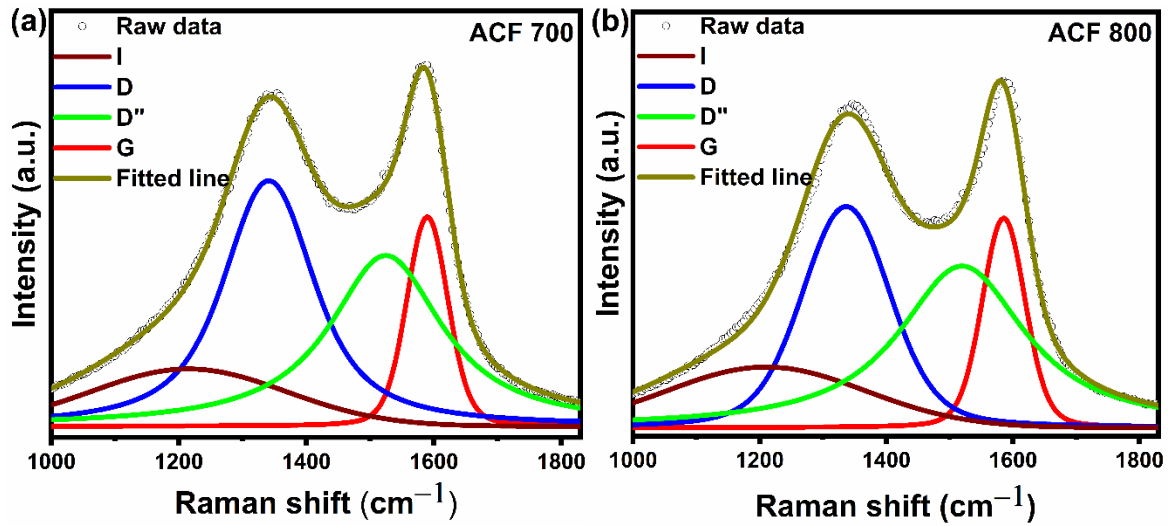 (a)
Raw data
I
D
D"
G
Fitted line
ACF 700
Intensity (a.u.)
1000 1200 1400 1600 1800
Raman shift (cm−1)
(b)
Raw data
I
D
D"
G
Fitted line
ACF 800
Intensity (a.u.)
1000 1200 1400 1600 1800
Raman shift (cm−1)